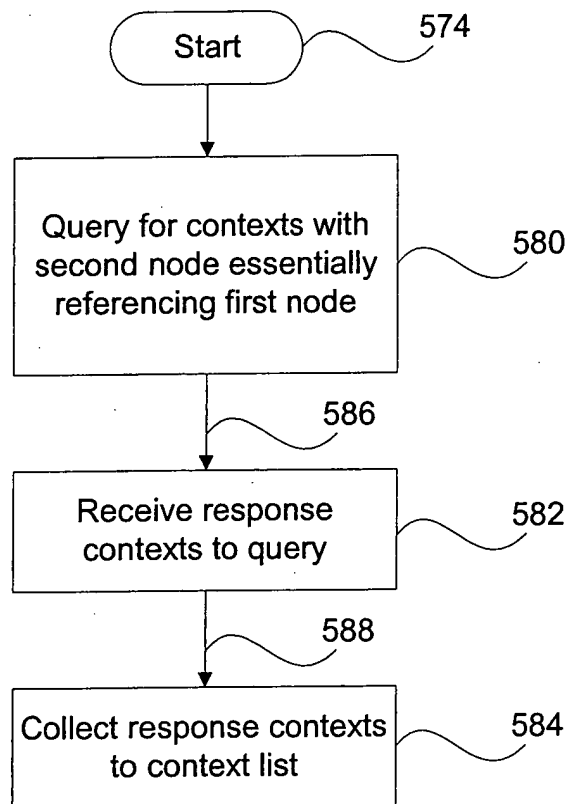 Start
574
Query for contexts with
second node essentially
referencing first node
580
586
Receive response
contexts to query
582
588
Collect response contexts
to context list
584